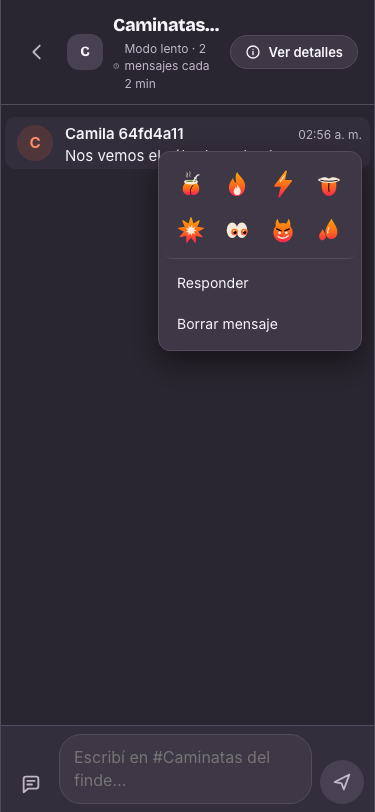 Caminatas...
Modo lento · 2
mensajes cada
2 min
C
Ver detalles
C
Camila 64fd4a11
02:56 a. m.
Nos vemos el
Responder
Borrar mensaje
Escribí en #Caminatas del
finde...